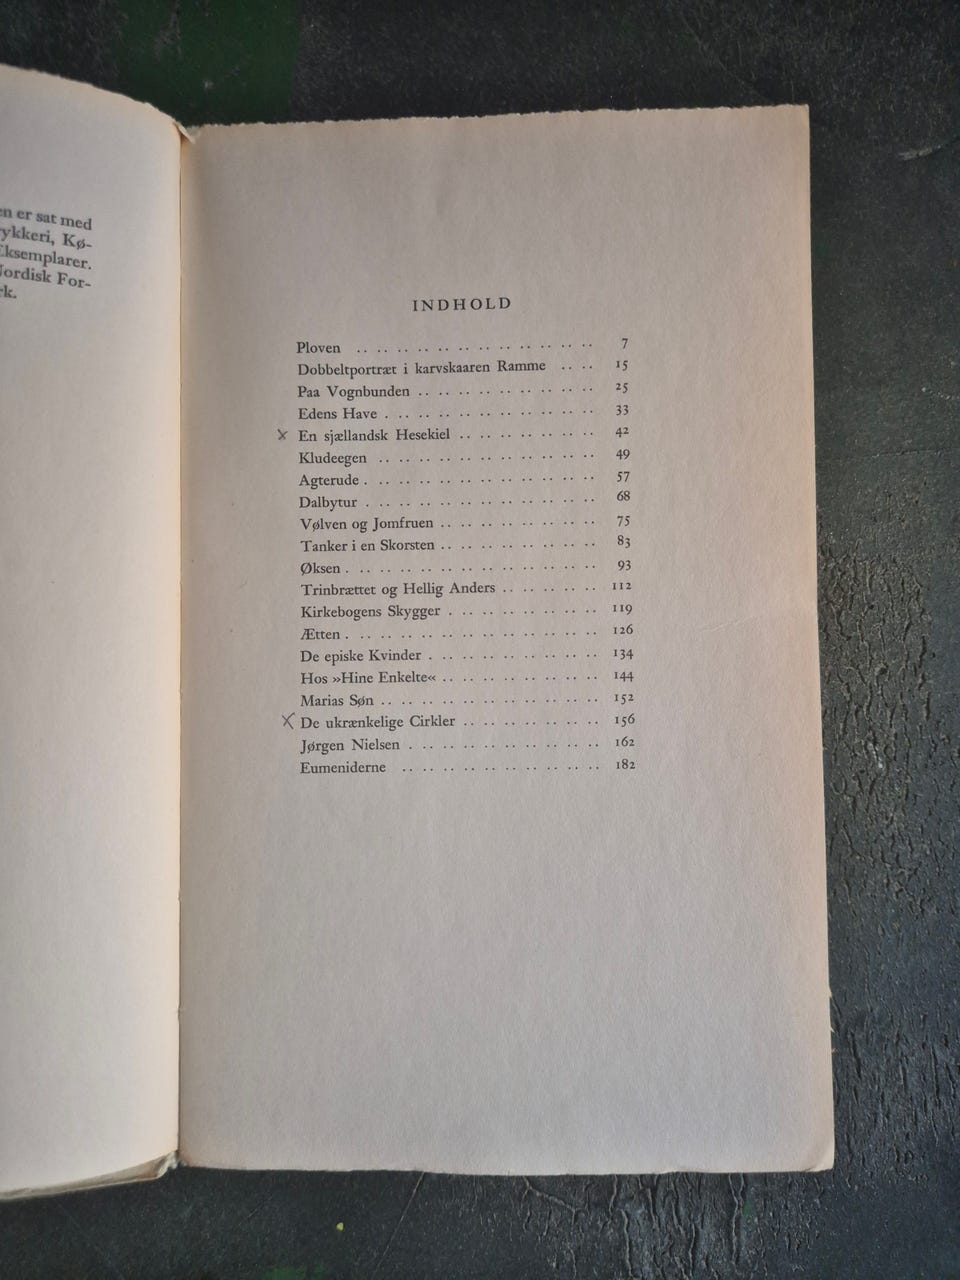 en er sat med
ykkeri, Kø-
Eksemplarer.
Nordisk For-
rk.
INDHOLD
Ploven .. .. .. .. .. .. .. .. .. .. .. .. 7
Dobbeltportræt i karvskaaren Ramme .. .. 15
Paa Vognbunden .. .. .. .. .. .. .. .. .. 25
Edens Have . .. .. .. .. .. .. .. .. .. .. 33
x En sjællandsk Hesekiel .. .. .. .. .. .. .. 42
Kludeegen .. .. .. .. .. .. .. .. .. .. .. 49
Agterude . .. .. .. .. .. .. .. .. .. .. .. 57
Dalbytur . .. .. .. .. .. .. .. .. .. .. .. 68
Vølven og Jomfruen .. .. .. .. .. .. .. .. 75
Tanker i en Skorsten .. .. .. .. .. .. .. .. 83
Øksen . .. .. .. .. .. .. .. .. .. .. .. .. 93
Trinbrættet og Hellig Anders .. .. .. .. .. 112
Kirkebogens Skygger . .. .. .. .. .. .. .. 119
Ætten . .. .. .. .. .. .. .. .. .. .. .. .. 126
De episke Kvinder . .. .. .. .. .. .. .. .. 134
Hos »Hine Enkelte« .. .. .. .. .. .. .. .. 144
Marias Søn .. .. .. .. .. .. .. .. .. .. .. 152
X De ukrænkelige Cirkler .. .. .. .. .. .. .. 156
Jørgen Nielsen . .. .. .. .. .. .. .. .. .. 162
Eumeniderne .. .. .. .. .. .. .. .. .. .. 182